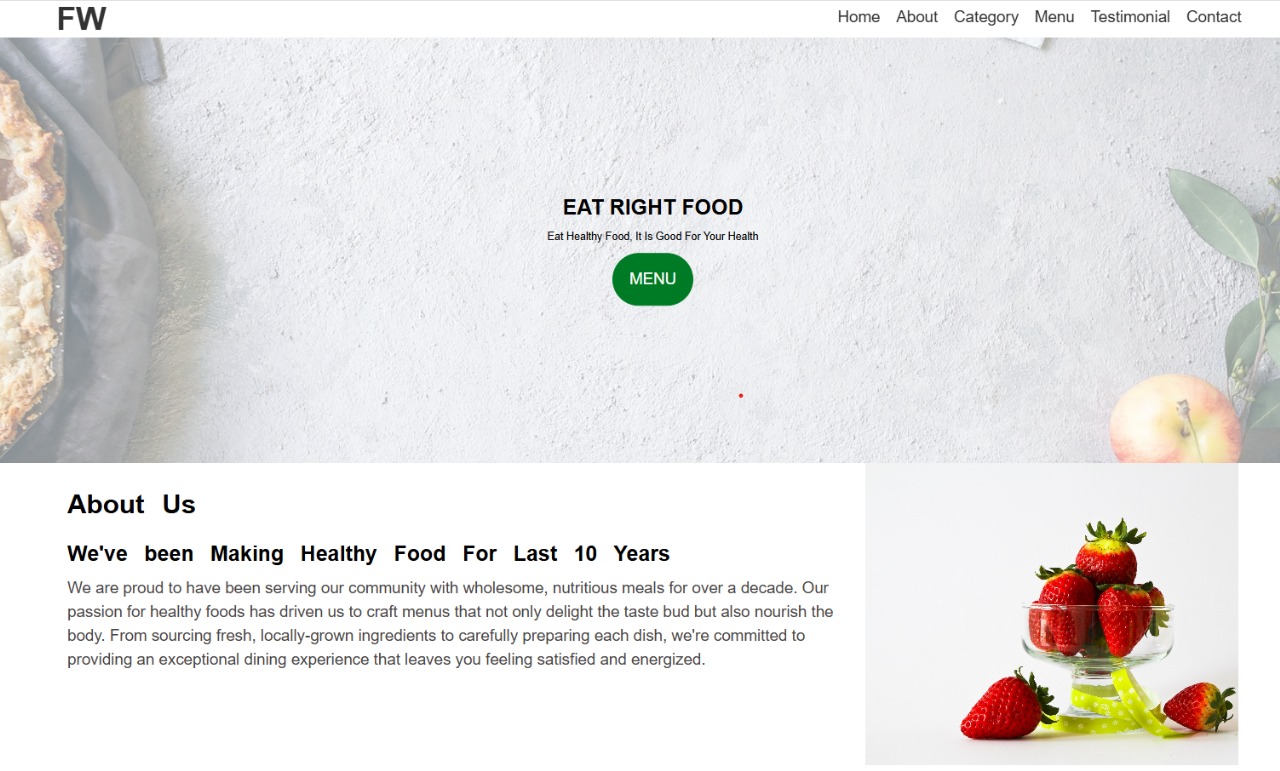 FW
Home About Category Menu Testimonial Contact
EAT RIGHT FOOD
Eat Healthy Food, It Is Good For Your Health
MENU
About Us
We've been Making Healthy Food For Last 10 Years
We are proud to have been serving our community with wholesome, nutritious meals for over a decade. Our
passion for healthy foods has driven us to craft menus that not only delight the taste bud but also nourish the
body. From sourcing fresh, locally-grown ingredients to carefully preparing each dish, we're committed to
providing an exceptional dining experience that leaves you feeling satisfied and energized.